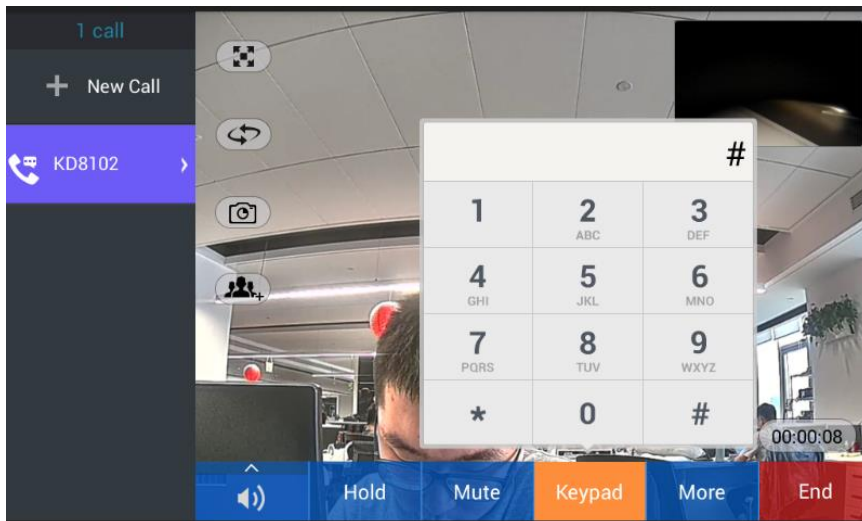 1 call
New Call
KD8102
#
1
2
ABC
3
DEF
4
GHI
5
JKL
6
MNO
7
PQRS
8
TUV
9
WXYZ
*
0
#
00:00:08
Hold
Mute
Keypad
More
End